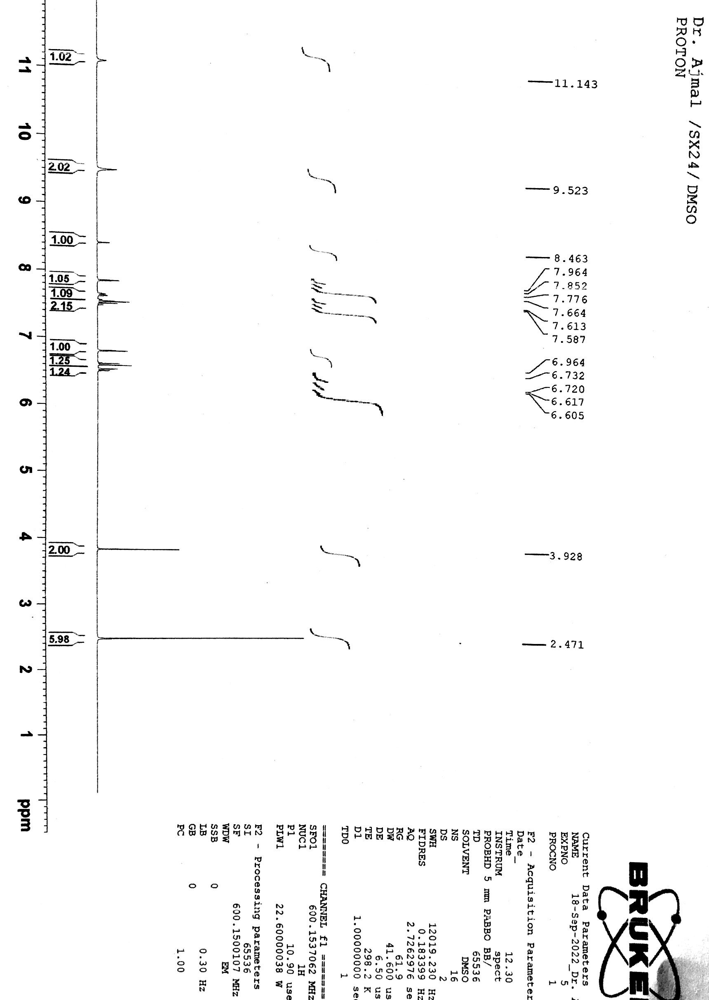 Dr. Ajmal /SX24/ DMSO
PROTON
11.143
9.523
8.463
7.964
7.852
7.776
7.664
7.613
7.587
6.964
6.732
6.720
6.617
6.605
3.928
2.471
1.02
2.02
1.00
1.05
1.09
2.15
1.00
1.25
1.24
2.00
5.98
11
10
9
8
7
6
5
4
3
2
1
ppm
BRUKE
Current Data Parameters
NAME 18-Sep-2022_Dr.
EXPNO 5
PROCNO 1
F2 - Acquisition Parameter
Date_
Time 12.30
INSTRUM spect
PROBHD 5 mm PABBO BB/
TD 65536
SOLVENT DMSO
NS 16
DS 2
SWH 12019.230 Hz
FIDRES 0.183399 Hz
AQ 2.7262976 se
RG 61.9
DW 41.600 us
DE 6.50 us
TE 298.2 K
D1 1.00000000 sec
TD0 1
======== CHANNEL f1 ========
SFO1 600.1537062 MHz
NUC1 1H
P1 10.90 use
PLW1 22.60000038 W
F2 - Processing parameters
SI 65536
SF 600.1500107 MHz
WDW EM
SSB 0
LB 0.30 Hz
GB 0
PC 1.00